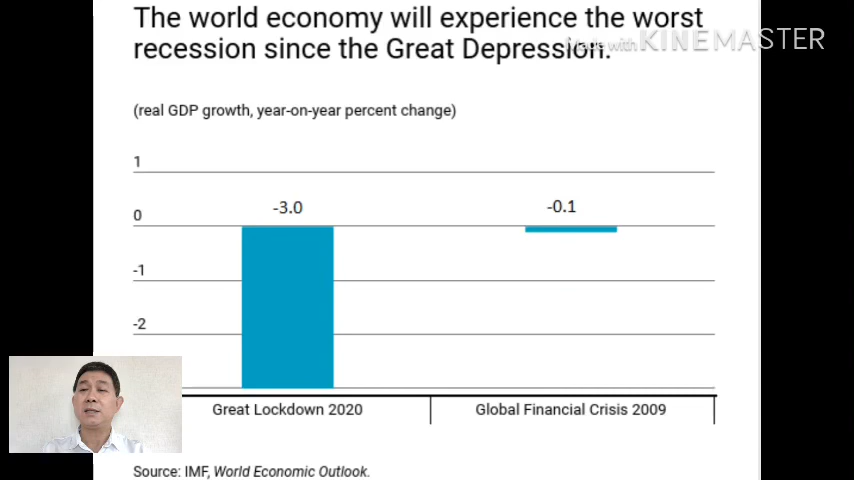 The world economy will experience the worst
recession since the Great Depression.
Made with KINEMASTER
(real GDP growth, year-on-year percent change)
1
-3.0
-0.1
0
-1
-2
Great Lockdown 2020
Global Financial Crisis 2009
Source: IMF, World Economic Outlook.